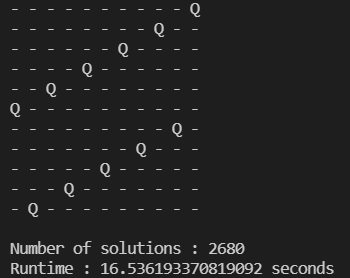 - - - - - - - - - - Q
- - - - - - - - Q - -
- - - - - - Q - - - -
- - - - Q - - - - - -
- - Q - - - - - - - -
Q - - - - - - - - - -
- - - - - - - - - Q -
- - - - - - - Q - - -
- - - - - Q - - - - -
- - - Q - - - - - - -
- Q - - - - - - - - -
Number of solutions : 2680
Runtime : 16.536193370819092 seconds